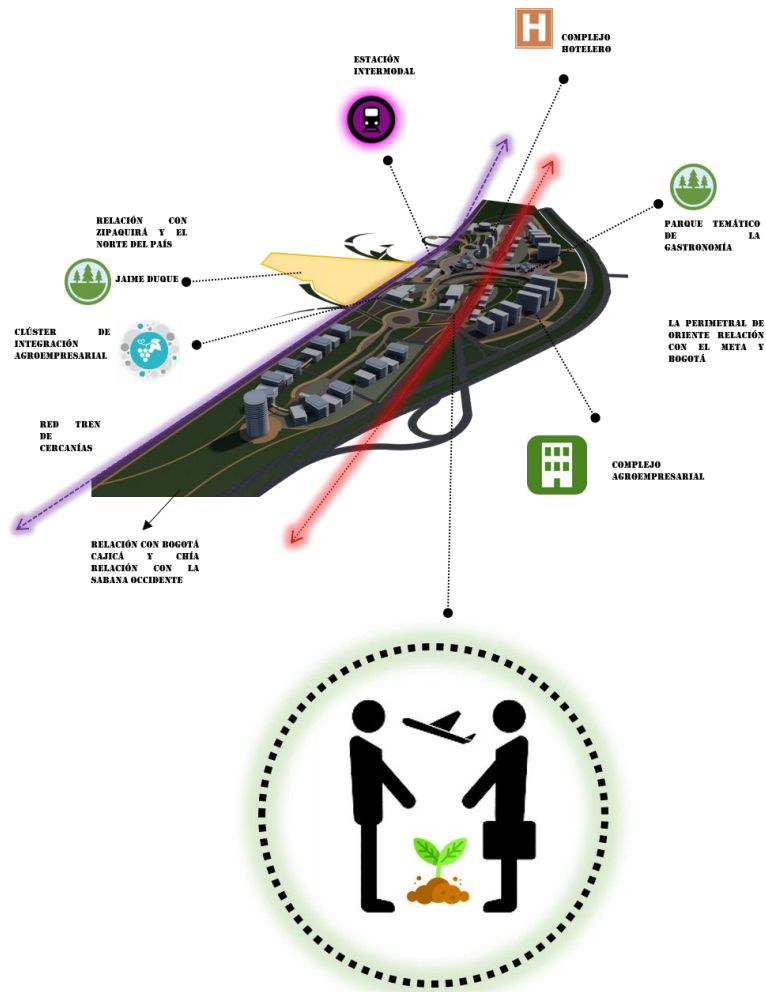 COMPLEJO
HOTELERO
ESTACIÓN
INTERMODAL
RELACIÓN CON
ZIPAQUIRÁ Y EL
NORTE DEL PAÍS
PARQUE TEMÁTICO
DE LA
GASTRONOMÍA
JAIME DUQUE
CLÚSTER DE
INTEGRACIÓN
AGROEMPRESARIAL
LA PERIMETRAL DE
ORIENTE RELACIÓN
CON EL META Y
BOGOTÁ
RED TREN
DE
CERCANÍAS
COMPLEJO
AGROEMPRESARIAL
RELACIÓN CON BOGOTÁ
CAJICÁ Y CHÍA
RELACIÓN CON LA
SABANA OCCIDENTE
H